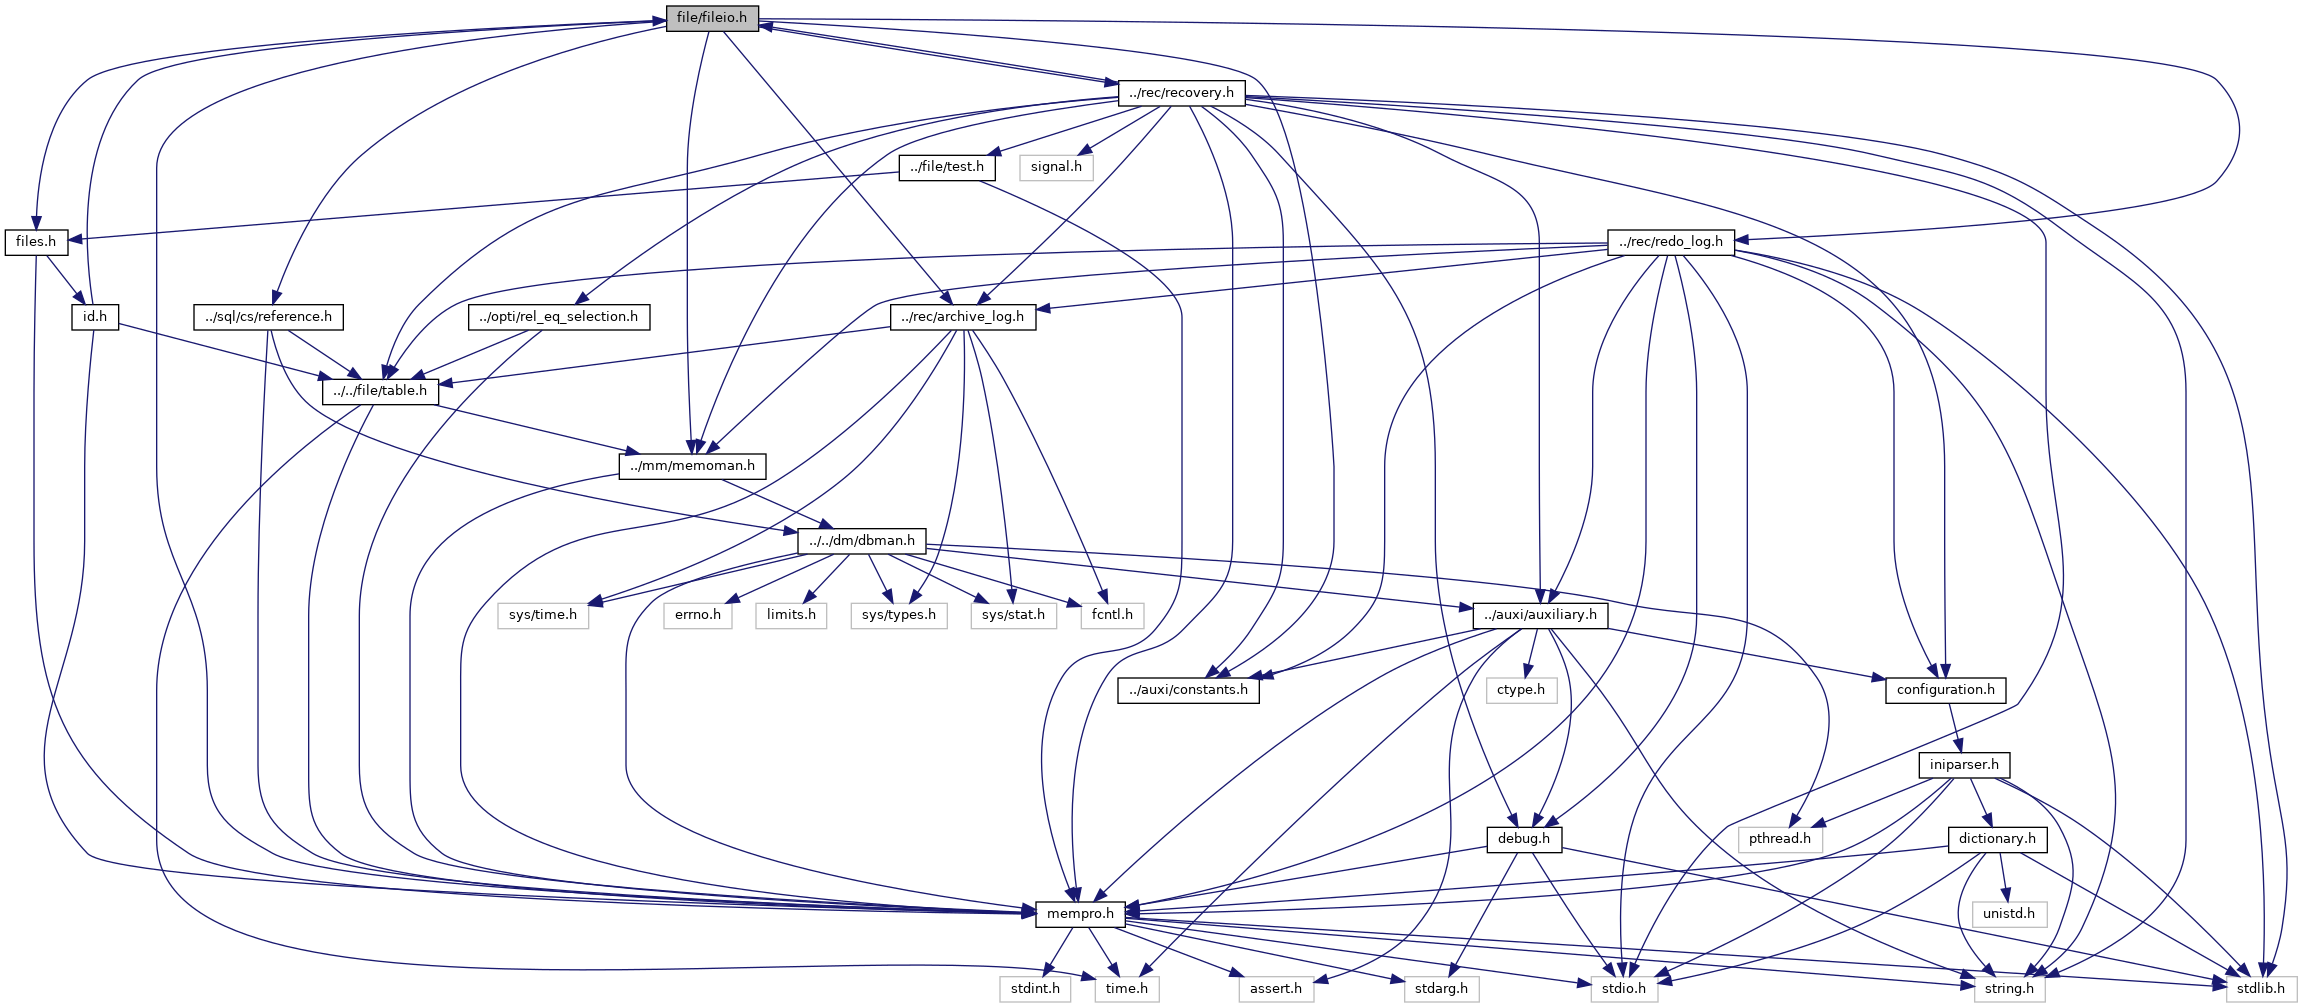 file/fileio.h
../rec/recovery.h
../file/test.h
signal.h
files.h
../rec/redo_log.h
id.h
../sql/cs/reference.h
../opti/rel_eq_selection.h
../rec/archive_log.h
../../file/table.h
../mm/memoman.h
../../dm/dbman.h
sys/time.h
errno.h
limits.h
sys/types.h
sys/stat.h
fcntl.h
../auxi/auxiliary.h
../auxi/constants.h
ctype.h
configuration.h
iniparser.h
debug.h
pthread.h
dictionary.h
mempro.h
unistd.h
stdint.h
time.h
assert.h
stdarg.h
stdio.h
string.h
stdlib.h